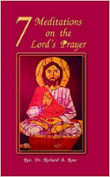 7 Meditations
on the
Lord's Prayer
Rev. Dr. Richard A. Rose